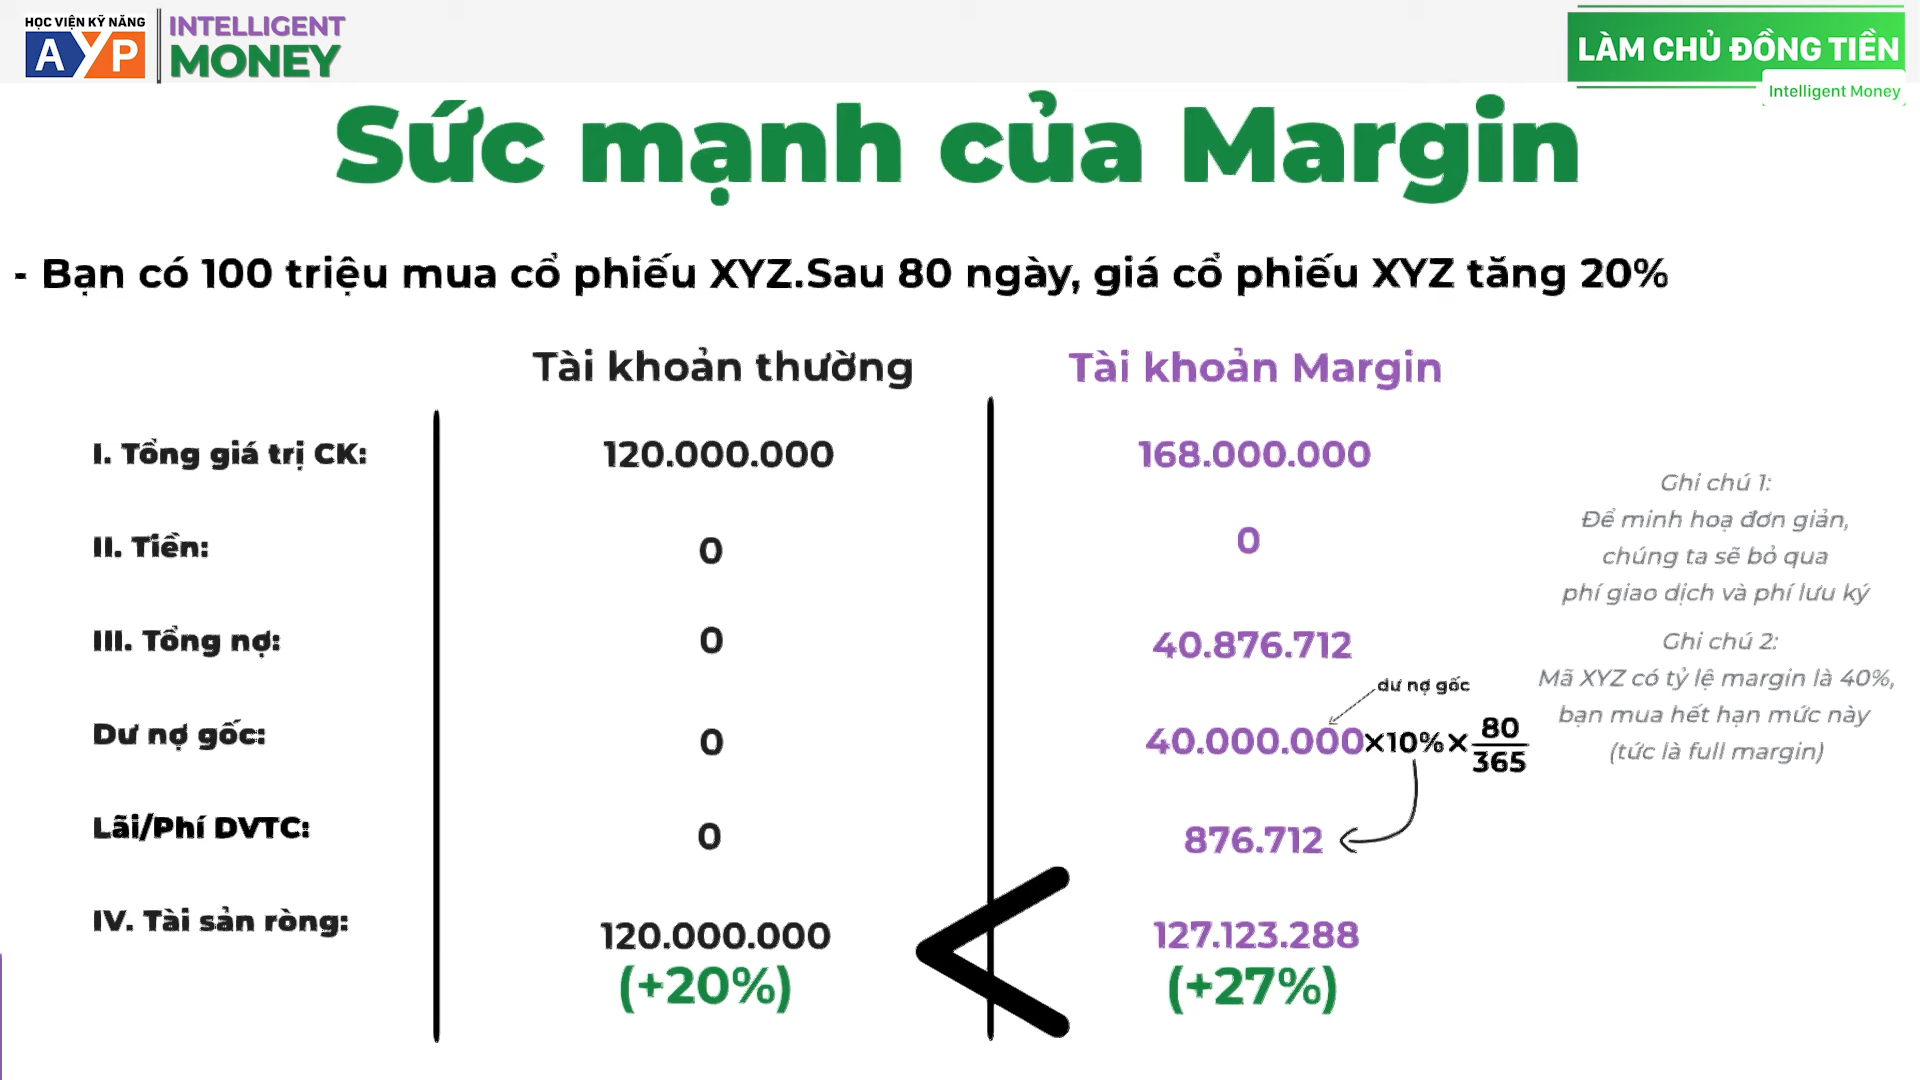 HỌC VIỆN KỸ NĂNG
AYP
INTELLIGENT
MONEY
LÀM CHỦ ĐỒNG TIỀN
Intelligent Money
Sức mạnh của Margin
- Bạn có 100 triệu mua cổ phiếu XYZ.Sau 80 ngày, giá cổ phiếu XYZ tăng 20%
Tài khoản thường
Tài khoản Margin
I. Tổng giá trị CK:
120.000.000
168.000.000
II. Tiền:
0
0
III. Tổng nợ:
0
40.876.712
dư nợ gốc
Dư nợ gốc:
0
40.000.000×10%×80/365
Lãi/Phí DVTC:
0
876.712
IV. Tài sản ròng:
120.000.000
<
127.123.288
(+20%)
(+27%)
Ghi chú 1:
Để minh hoạ đơn giản,
chúng ta sẽ bỏ qua
phí giao dịch và phí lưu ký
Ghi chú 2:
Mã XYZ có tỷ lệ margin là 40%,
bạn mua hết hạn mức này
(tức là full margin)